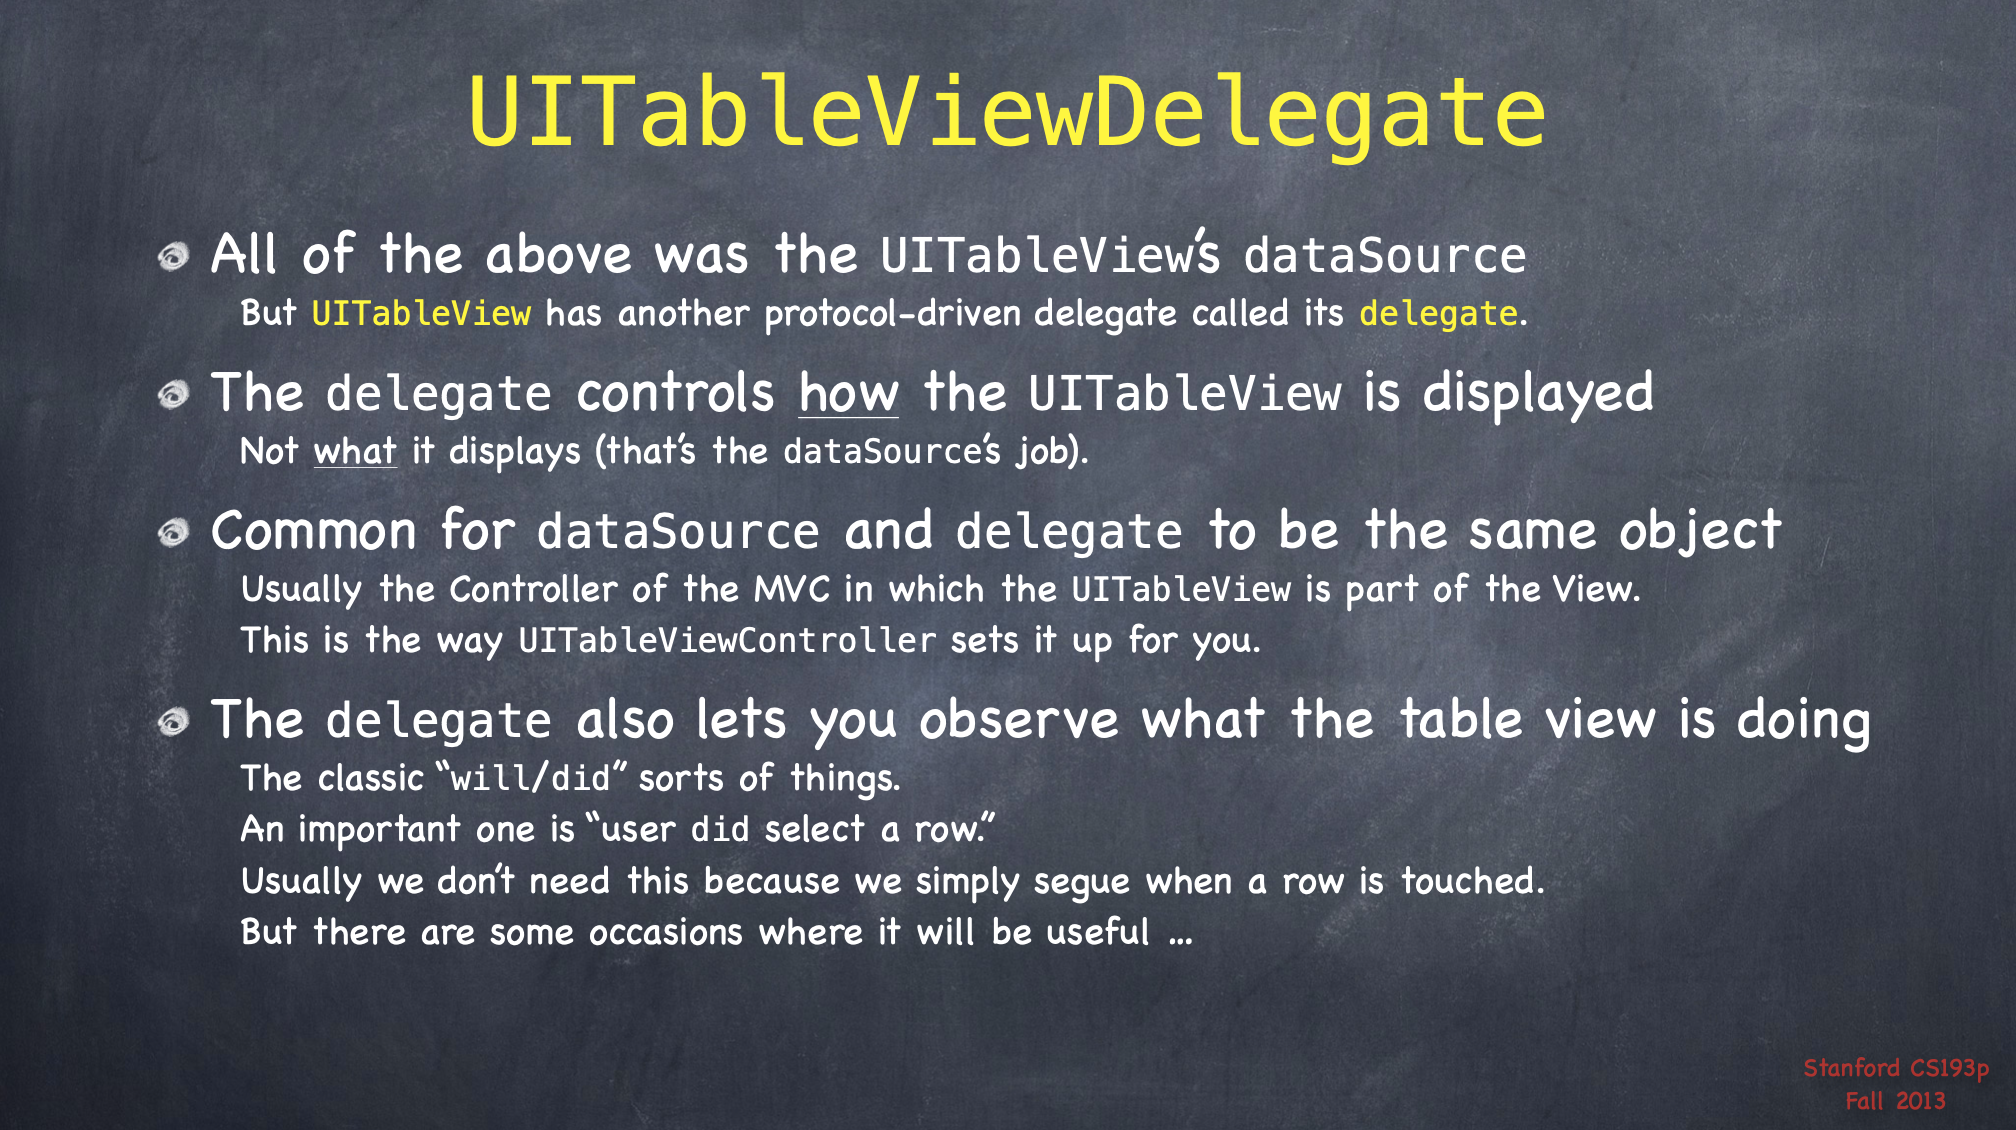 UITableViewDelegate
All of the above was the UITableView’s dataSource
But UITableView has another protocol-driven delegate called its delegate.
The delegate controls how the UITableView is displayed
Not what it displays (that’s the dataSource’s job).
Common for dataSource and delegate to be the same object
Usually the Controller of the MVC in which the UITableView is part of the View.
This is the way UITableViewController sets it up for you.
The delegate also lets you observe what the table view is doing
The classic “will/did” sorts of things.
An important one is “user did select a row.”
Usually we don’t need this because we simply segue when a row is touched.
But there are some occasions where it will be useful ...
Stanford CS193p
Fall 2013